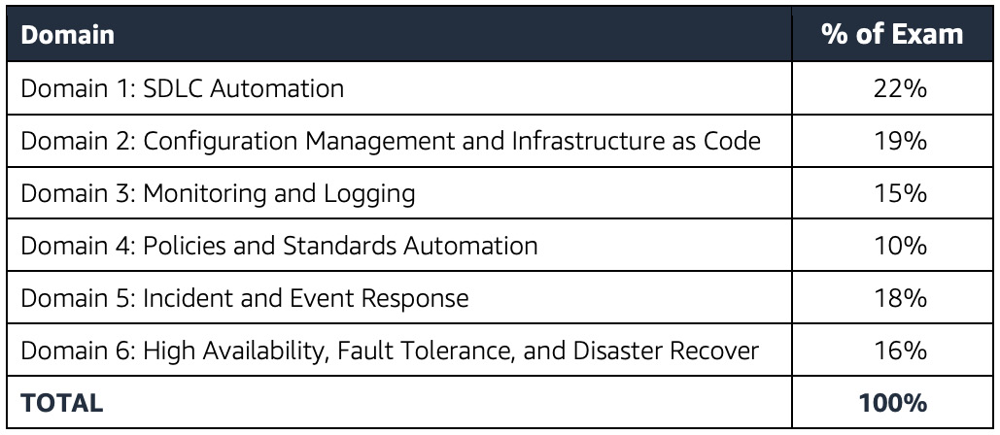 Domain % of Exam
Domain 1: SDLC Automation 22%
Domain 2: Configuration Management and Infrastructure as Code 19%
Domain 3: Monitoring and Logging 15%
Domain 4: Policies and Standards Automation 10%
Domain 5: Incident and Event Response 18%
Domain 6: High Availability, Fault Tolerance, and Disaster Recover 16%
TOTAL 100%